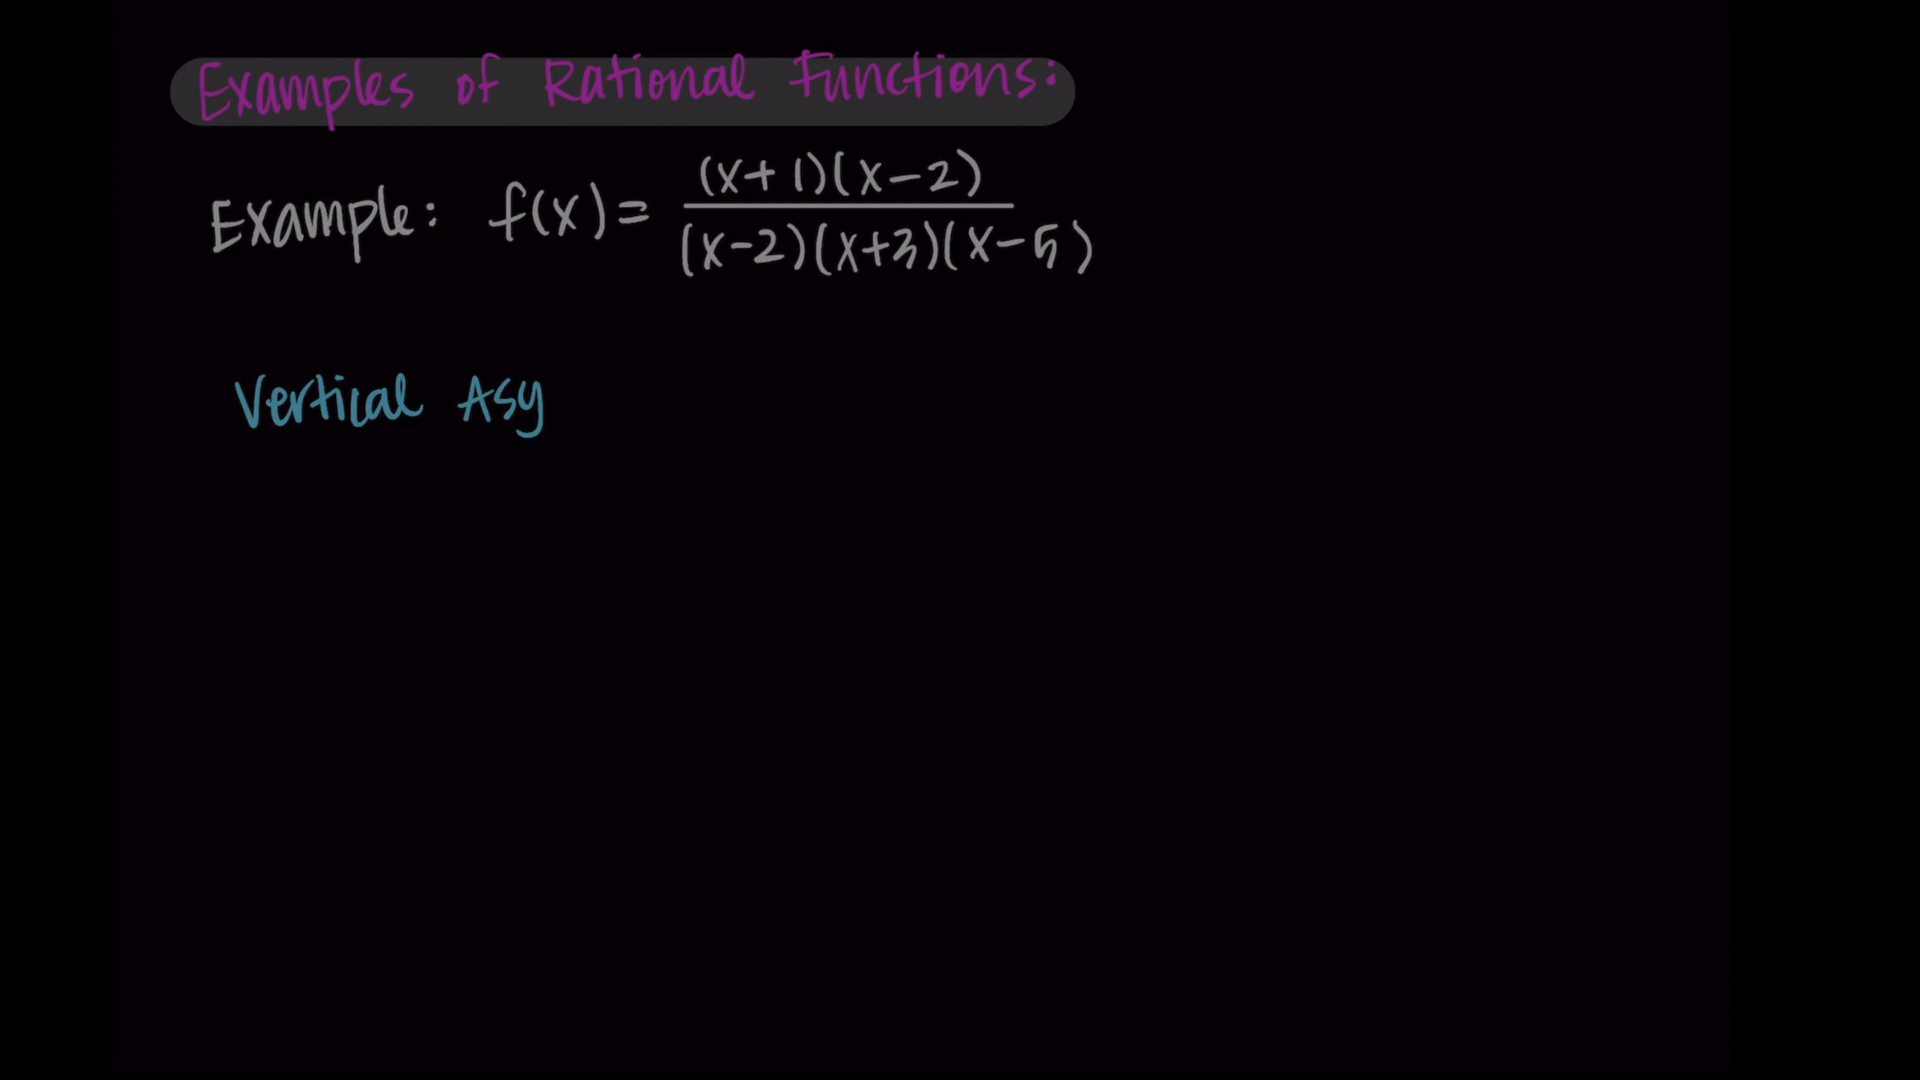 Examples of Rational Functions:
Example: f(x) = (x+1)(x-2)
(x-2)(x+3)(x-5)
Vertical Asy